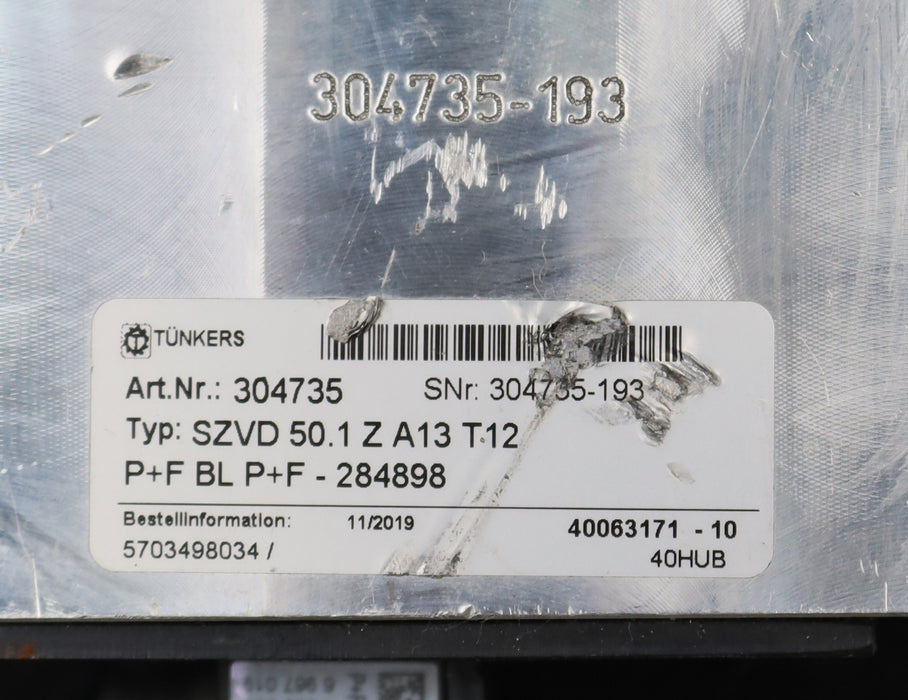 304735-193
TÜNKERS
Art.Nr.: 304735 SNr: 304735-193
Typ: SZVD 50.1 Z A13 T12
P+F BL P+F - 284898
Bestellinformation: 11/2019 40063171 - 10
5703498034 / 40HUB